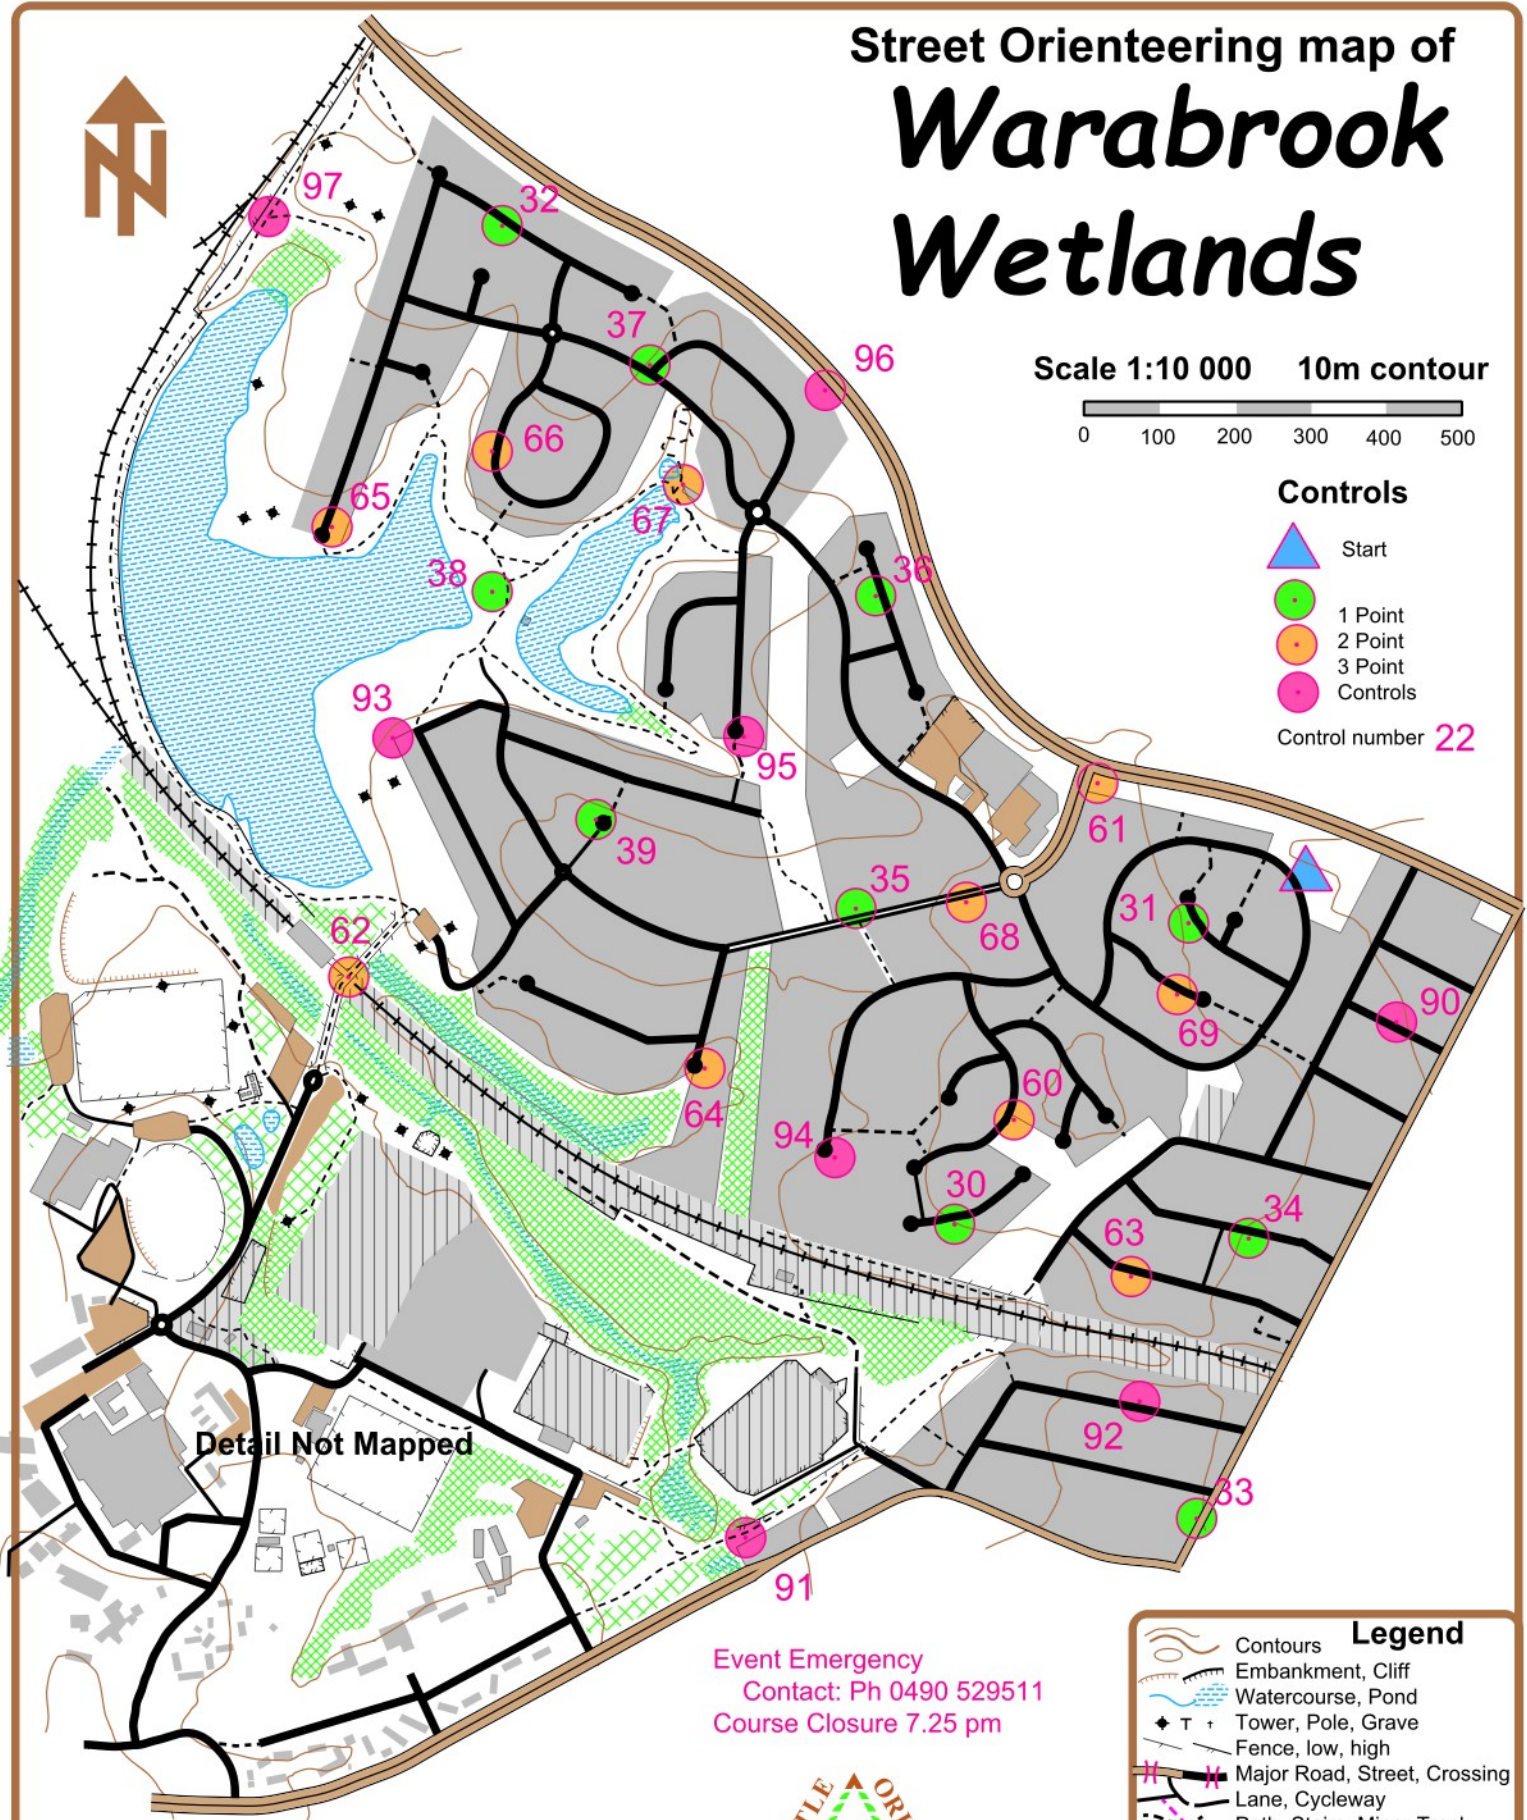 Street Orienteering map of
Warabrook
Wetlands
N
97
32
37
96
Scale 1:10 000 10m contour
0 100 200 300 400 500
66
65
67
Controls
Start
1 Point
2 Point
3 Point
Controls
Control number 22
38
36
93
95
39
61
35
31
62
68
69
90
60
64
94
30
34
63
Detail Not Mapped
92
33
91
Event Emergency
Contact: Ph 0490 529511
Course Closure 7.25 pm
Legend
Contours
Embankment, Cliff
Watercourse, Pond
Tower, Pole, Grave
Fence, low, high
Major Road, Street, Crossing
Lane, Cycleway